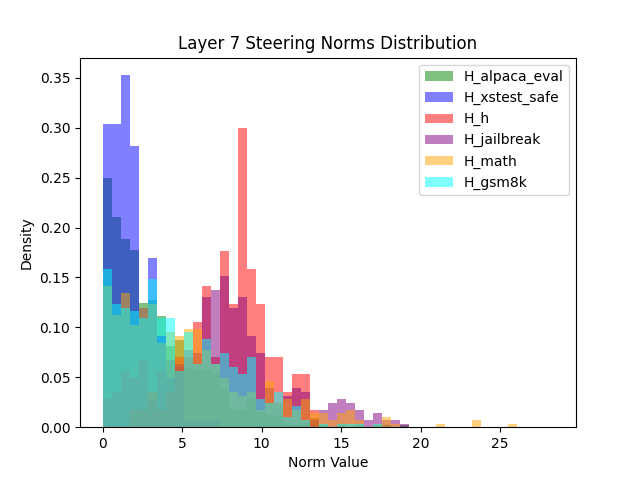 Layer 7 Steering Norms Distribution
H_alpaca_eval
H_xstest_safe
H_h
H_jailbreak
H_math
H_gsm8k
Density
0.35
0.30
0.25
0.20
0.15
0.10
0.05
0.00
0 5 10 15 20 25
Norm Value